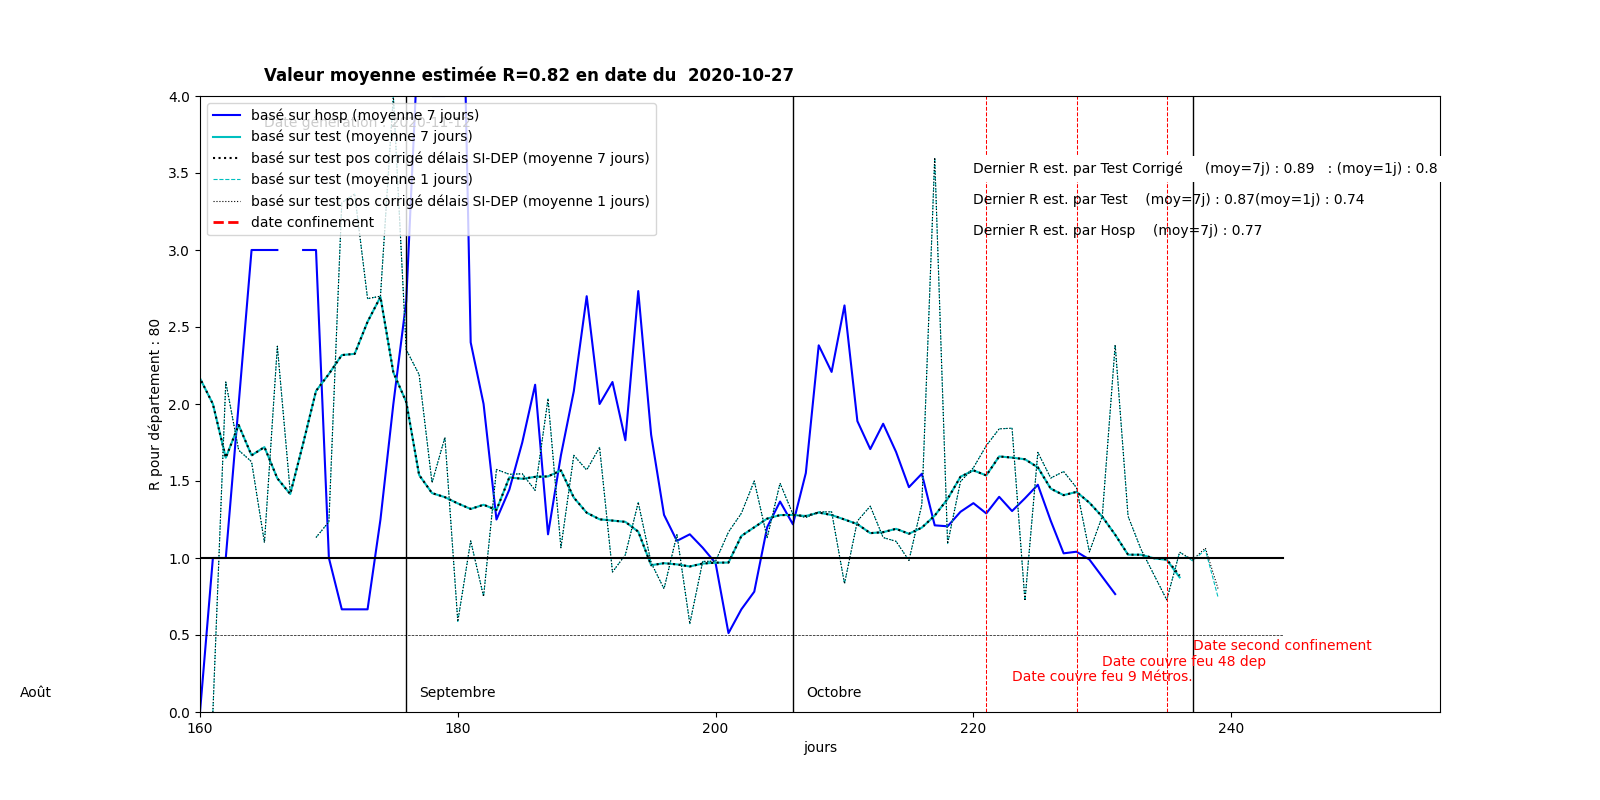 Valeur moyenne estimée R=0.82 en date du  2020-10-27
4.0
3.5
3.0
2.5
2.0
1.5
1.0
0.5
0.0
R pour département : 80
basé sur hosp (moyenne 7 jours)
Date generation : 2020-11-12
basé sur test (moyenne 7 jours)
basé sur test pos corrigé délais SI-DEP (moyenne 7 jours)
basé sur test (moyenne 1 jours)
basé sur test pos corrigé délais SI-DEP (moyenne 1 jours)
date confinement
Dernier R est. par Test Corrigé     (moy=7j) : 0.89   : (moy=1j) : 0.8
Dernier R est. par Test    (moy=7j) : 0.87(moy=1j) : 0.74
Dernier R est. par Hosp    (moy=7j) : 0.77
Date second confinement
Date couvre feu 48 dep
Date couvre feu 9 Métros.
Août
Septembre
Octobre
160
180
200
220
240
jours